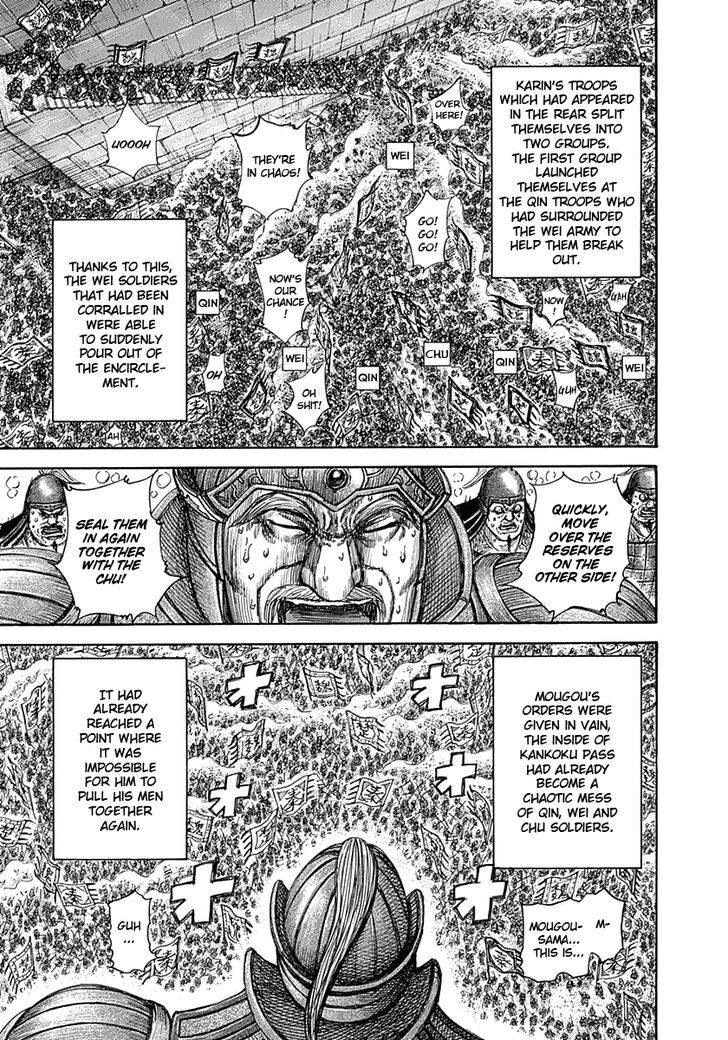 KARIN'S TROOPS
WHICH HAD APPEARED
IN THE REAR SPLIT
THEMSELVES INTO
TWO GROUPS.
THE FIRST GROUP
LAUNCHED
THEMSELVES AT
THE QIN TROOPS WHO
HAD SURROUNDED
THE WEI ARMY TO
HELP THEM BREAK
OUT.
OVER
HERE!
WEI
THEY'RE
IN CHAOS!
UOOOH
GO!
GO!
GO!
THANKS TO THIS,
THE WEI SOLDIERS
THAT HAD BEEN
CORRALLED IN
WERE ABLE
TO SUDDENLY
POUR OUT OF THE
ENCIRCLE-
MENT.
GAH
NOW
!
NOW'S
OUR
CHANCE
!
QIN
WEI
QIN
CHU
QIN
WEI
GUH
OH
SHIT!
OH
AH
QUICKLY,
MOVE
OVER THE
RESERVES
ON THE
OTHER SIDE!
SEAL THEM
IN AGAIN
TOGETHER
WITH THE
CHU!
MOUGOU'S
ORDERS WERE
GIVEN IN VAIN,
THE INSIDE OF
KANKOKU PASS
HAD ALREADY
BECOME A
CHAOTIC MESS
OF QIN, WEI AND
CHU SOLDIERS.
IT HAD
ALREADY
REACHED A
POINT WHERE
IT WAS
IMPOSSIBLE
FOR HIM TO
PULL HIS MEN
TOGETHER
AGAIN.
M-
MOUGOU-
SAMA...
THIS IS...
GUH
...